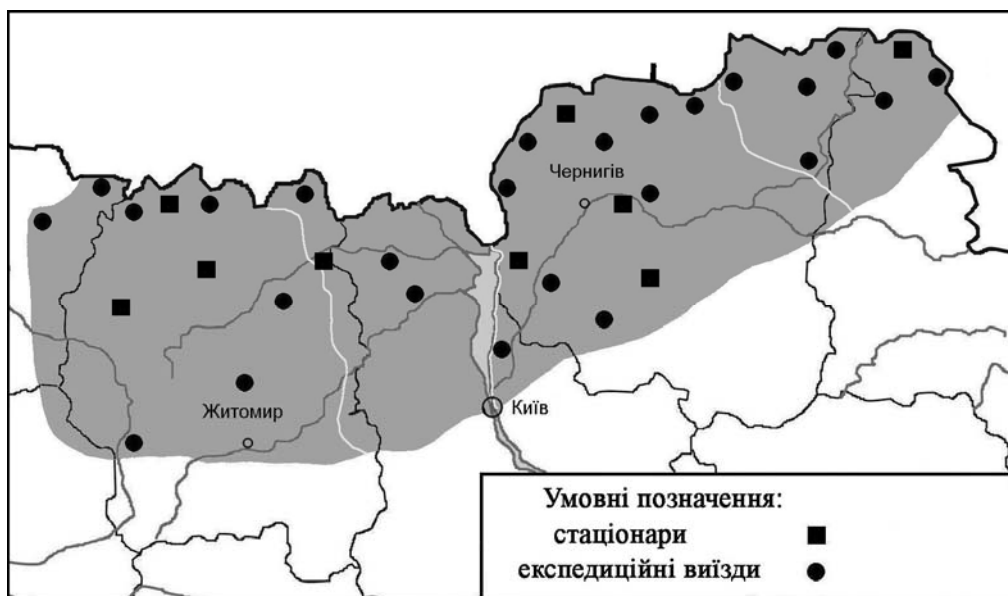 Чернигів
Житомир
Київ
Умовні позначення:
стаціонари
експедиційні виїзди